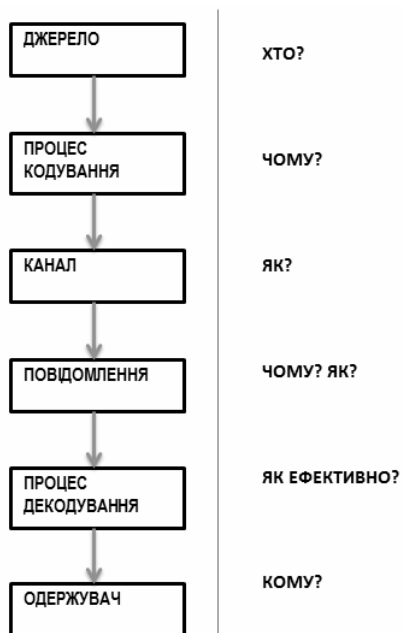 ДЖЕРЕЛО
ХТО?
ПРОЦЕС
КОДУВАННЯ
ЧОМУ?
КАНАЛ
ЯК?
ПОВІДОМЛЕННЯ
ЧОМУ? ЯК?
ПРОЦЕС
ДЕКОДУВАННЯ
ЯК ЕФЕКТИВНО?
ОДЕРЖУВАЧ
КОМУ?